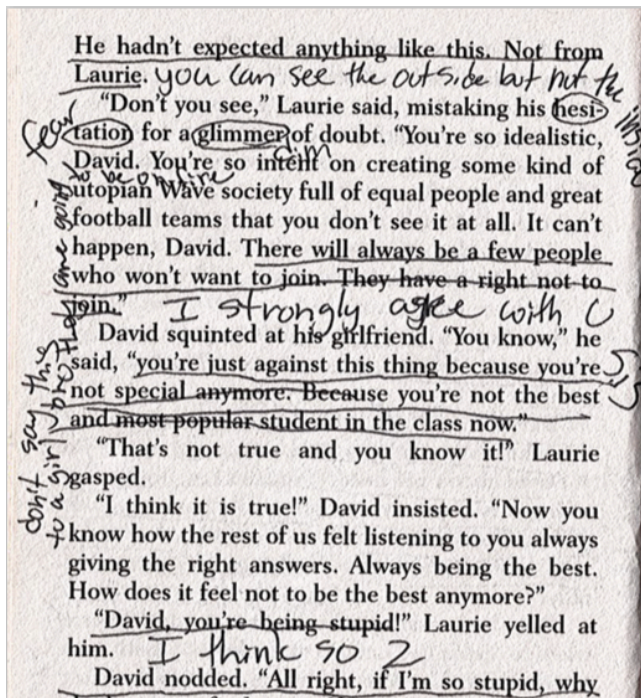 He hadn't expected anything like this. Not from
Laurie. you can see the outside but not the
"Don't you see," Laurie said, mistaking his hesi-
tation for a glimmer of doubt. "You're so idealistic,
David. You're so intent on creating some kind of
utopian Wave society full of equal people and great
football teams that you don't see it at all. It can't
happen, David. There will always be a few people
who won't want to join. They have a right not to
join." I strongly agree with U
David squinted at his girlfriend. "You know," he
said, "you're just against this thing because you're
not special anymore. Because you're not the best
and most popular student in the class now."
"That's not true and you know it!" Laurie
gasped.
"I think it is true!" David insisted. "Now you
know how the rest of us felt listening to you always
giving the right answers. Always being the best.
How does it feel not to be the best anymore?"
"David, you're being stupid!" Laurie yelled at
him. I think so 2
David nodded. "All right, if I'm so stupid, why
fear
don't say this
to a girl bro they are going to be on fire